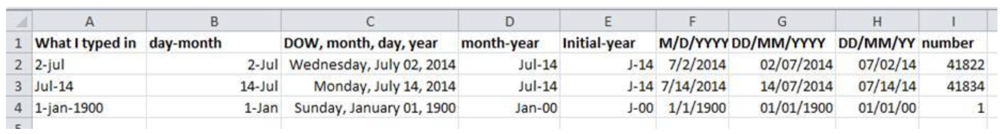 A B C D E F G H I
1 What I typed in day-month DOW, month, day, year month-year Initial-year M/D/YYYY DD/MM/YYYY DD/MM/YY number
2 2-jul 2-Jul Wednesday, July 02, 2014 Jul-14 J-14 7/2/2014 02/07/2014 07/02/14 41822
3 Jul-14 14-Jul Monday, July 14, 2014 Jul-14 J-14 7/14/2014 14/07/2014 07/14/14 41834
4 1-jan-1900 1-Jan Sunday, January 01, 1900 Jan-00 J-00 1/1/1900 01/01/1900 01/01/00 1